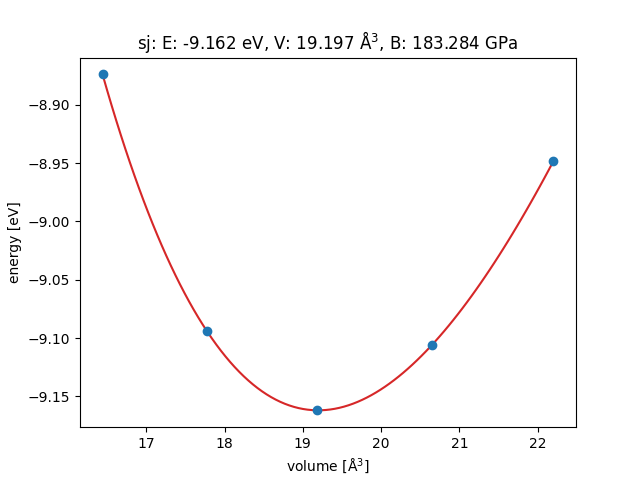 sj: E: -9.162 eV, V: 19.197 Å³, B: 183.284 GPa
energy [eV]
−8.90
−8.95
−9.00
−9.05
−9.10
−9.15
17 18 19 20 21 22
volume [Å³]